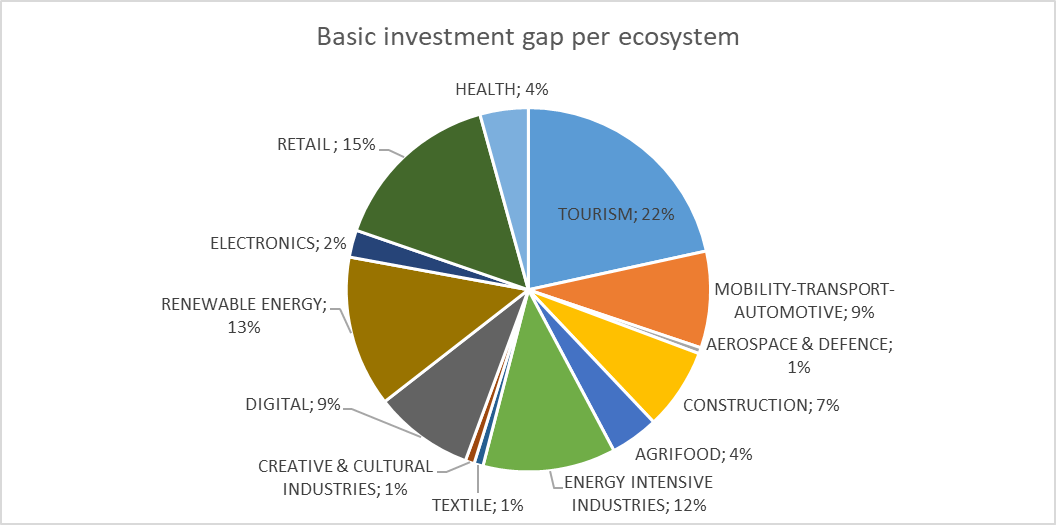 Basic investment gap per ecosystem
HEALTH; 4%
RETAIL ; 15%
TOURISM; 22%
ELECTRONICS; 2%
MOBILITY-TRANSPORT-
AUTOMOTIVE; 9%
RENEWABLE ENERGY;
13%
AEROSPACE & DEFENCE;
1%
DIGITAL; 9%
CONSTRUCTION; 7%
AGRIFOOD; 4%
CREATIVE & CULTURAL
INDUSTRIES; 1%
TEXTILE; 1%
ENERGY INTENSIVE
INDUSTRIES; 12%